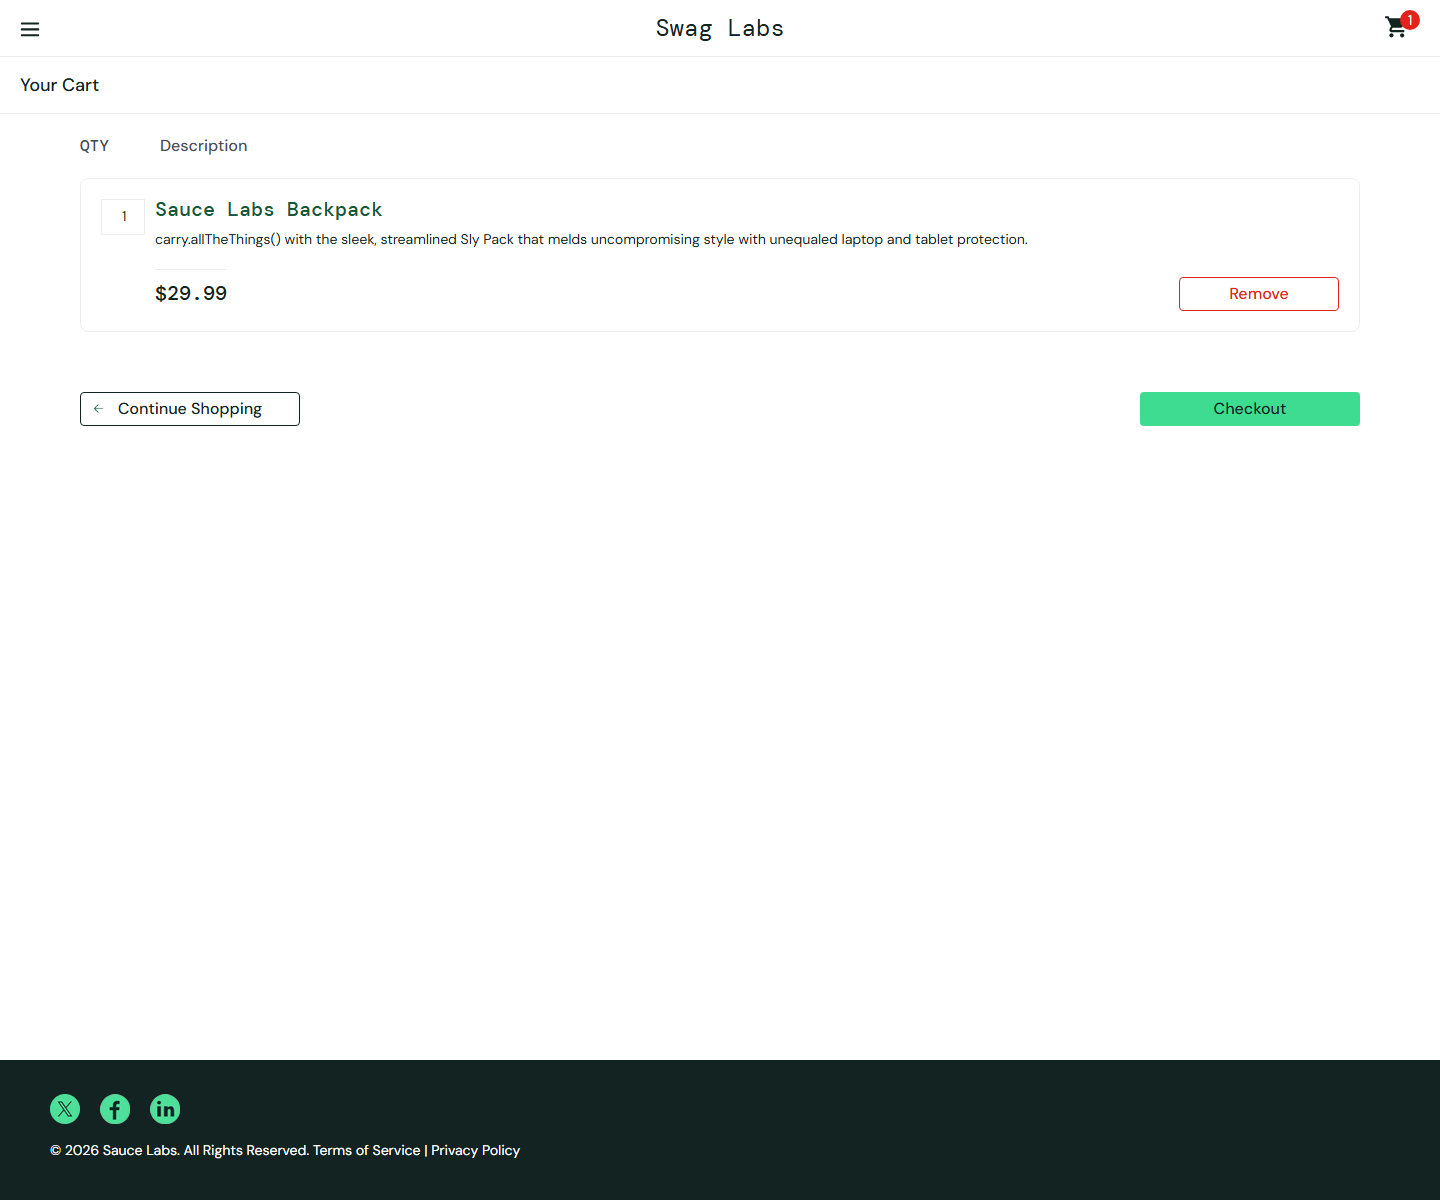 Swag Labs
1
Your Cart
QTY Description
1
Sauce Labs Backpack
carry.allTheThings() with the sleek, streamlined Sly Pack that melds uncompromising style with unequaled laptop and tablet protection.
$29.99
Remove
Continue Shopping
Checkout
© 2026 Sauce Labs. All Rights Reserved. Terms of Service | Privacy Policy